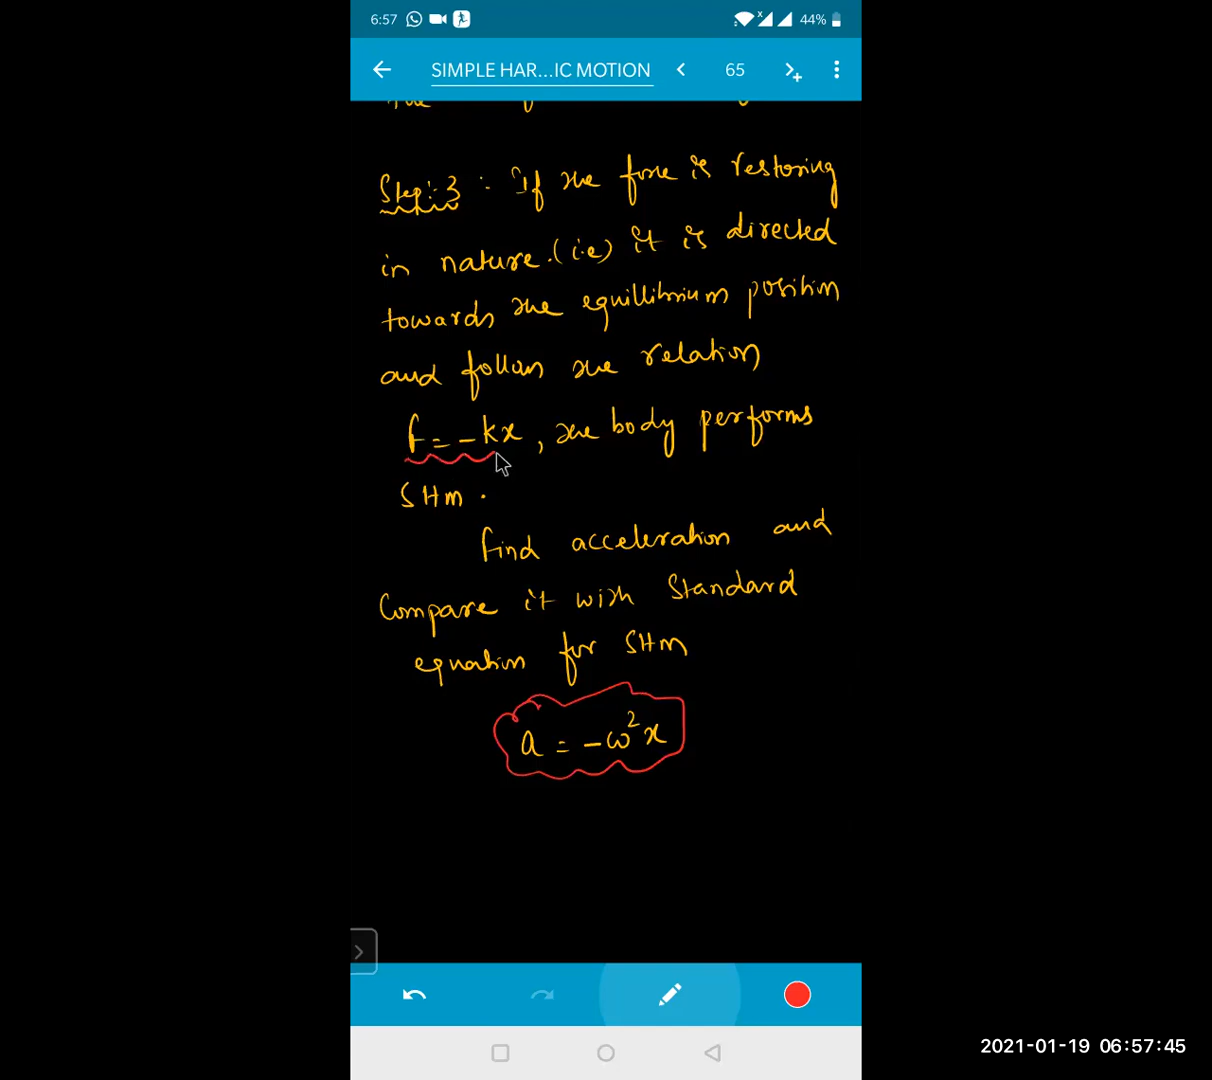 6:57
44%
SIMPLE HAR...IC MOTION
65
Step:-3 : If the force is restoring
in nature.(i.e) it is directed
towards the equillibrium position
and follow the relation
F = -kx, the body performs
SHM.
Find acceleration and
Compare it with Standard
equation for SHM
a = -ω²x
2021-01-19 06:57:45